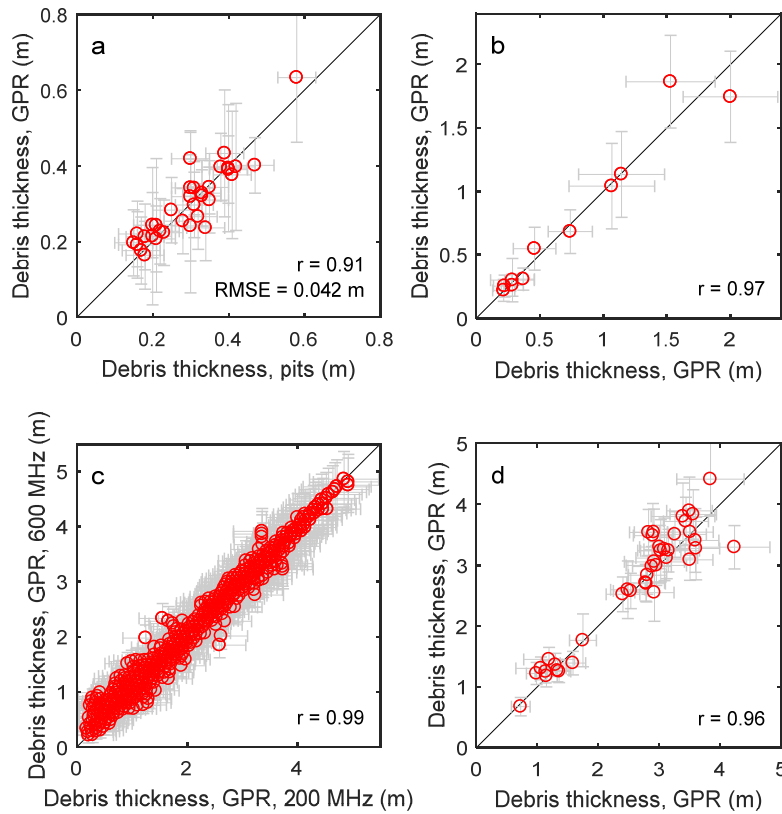 a
Debris thickness, GPR (m)
0.8
0.6
0.4
0.2
0
0 0.2 0.4 0.6 0.8
r = 0.91
RMSE = 0.042 m
Debris thickness, pits (m)
b
Debris thickness, GPR (m)
2
1.5
1
0.5
0
0 0.5 1 1.5 2
r = 0.97
Debris thickness, GPR (m)
c
Debris thickness, GPR, 600 MHz (m)
5
4
3
2
1
0
0 2 4
r = 0.99
Debris thickness, GPR, 200 MHz (m)
d
Debris thickness, GPR (m)
5
4
3
2
1
0
0 1 2 3 4 5
r = 0.96
Debris thickness, GPR (m)